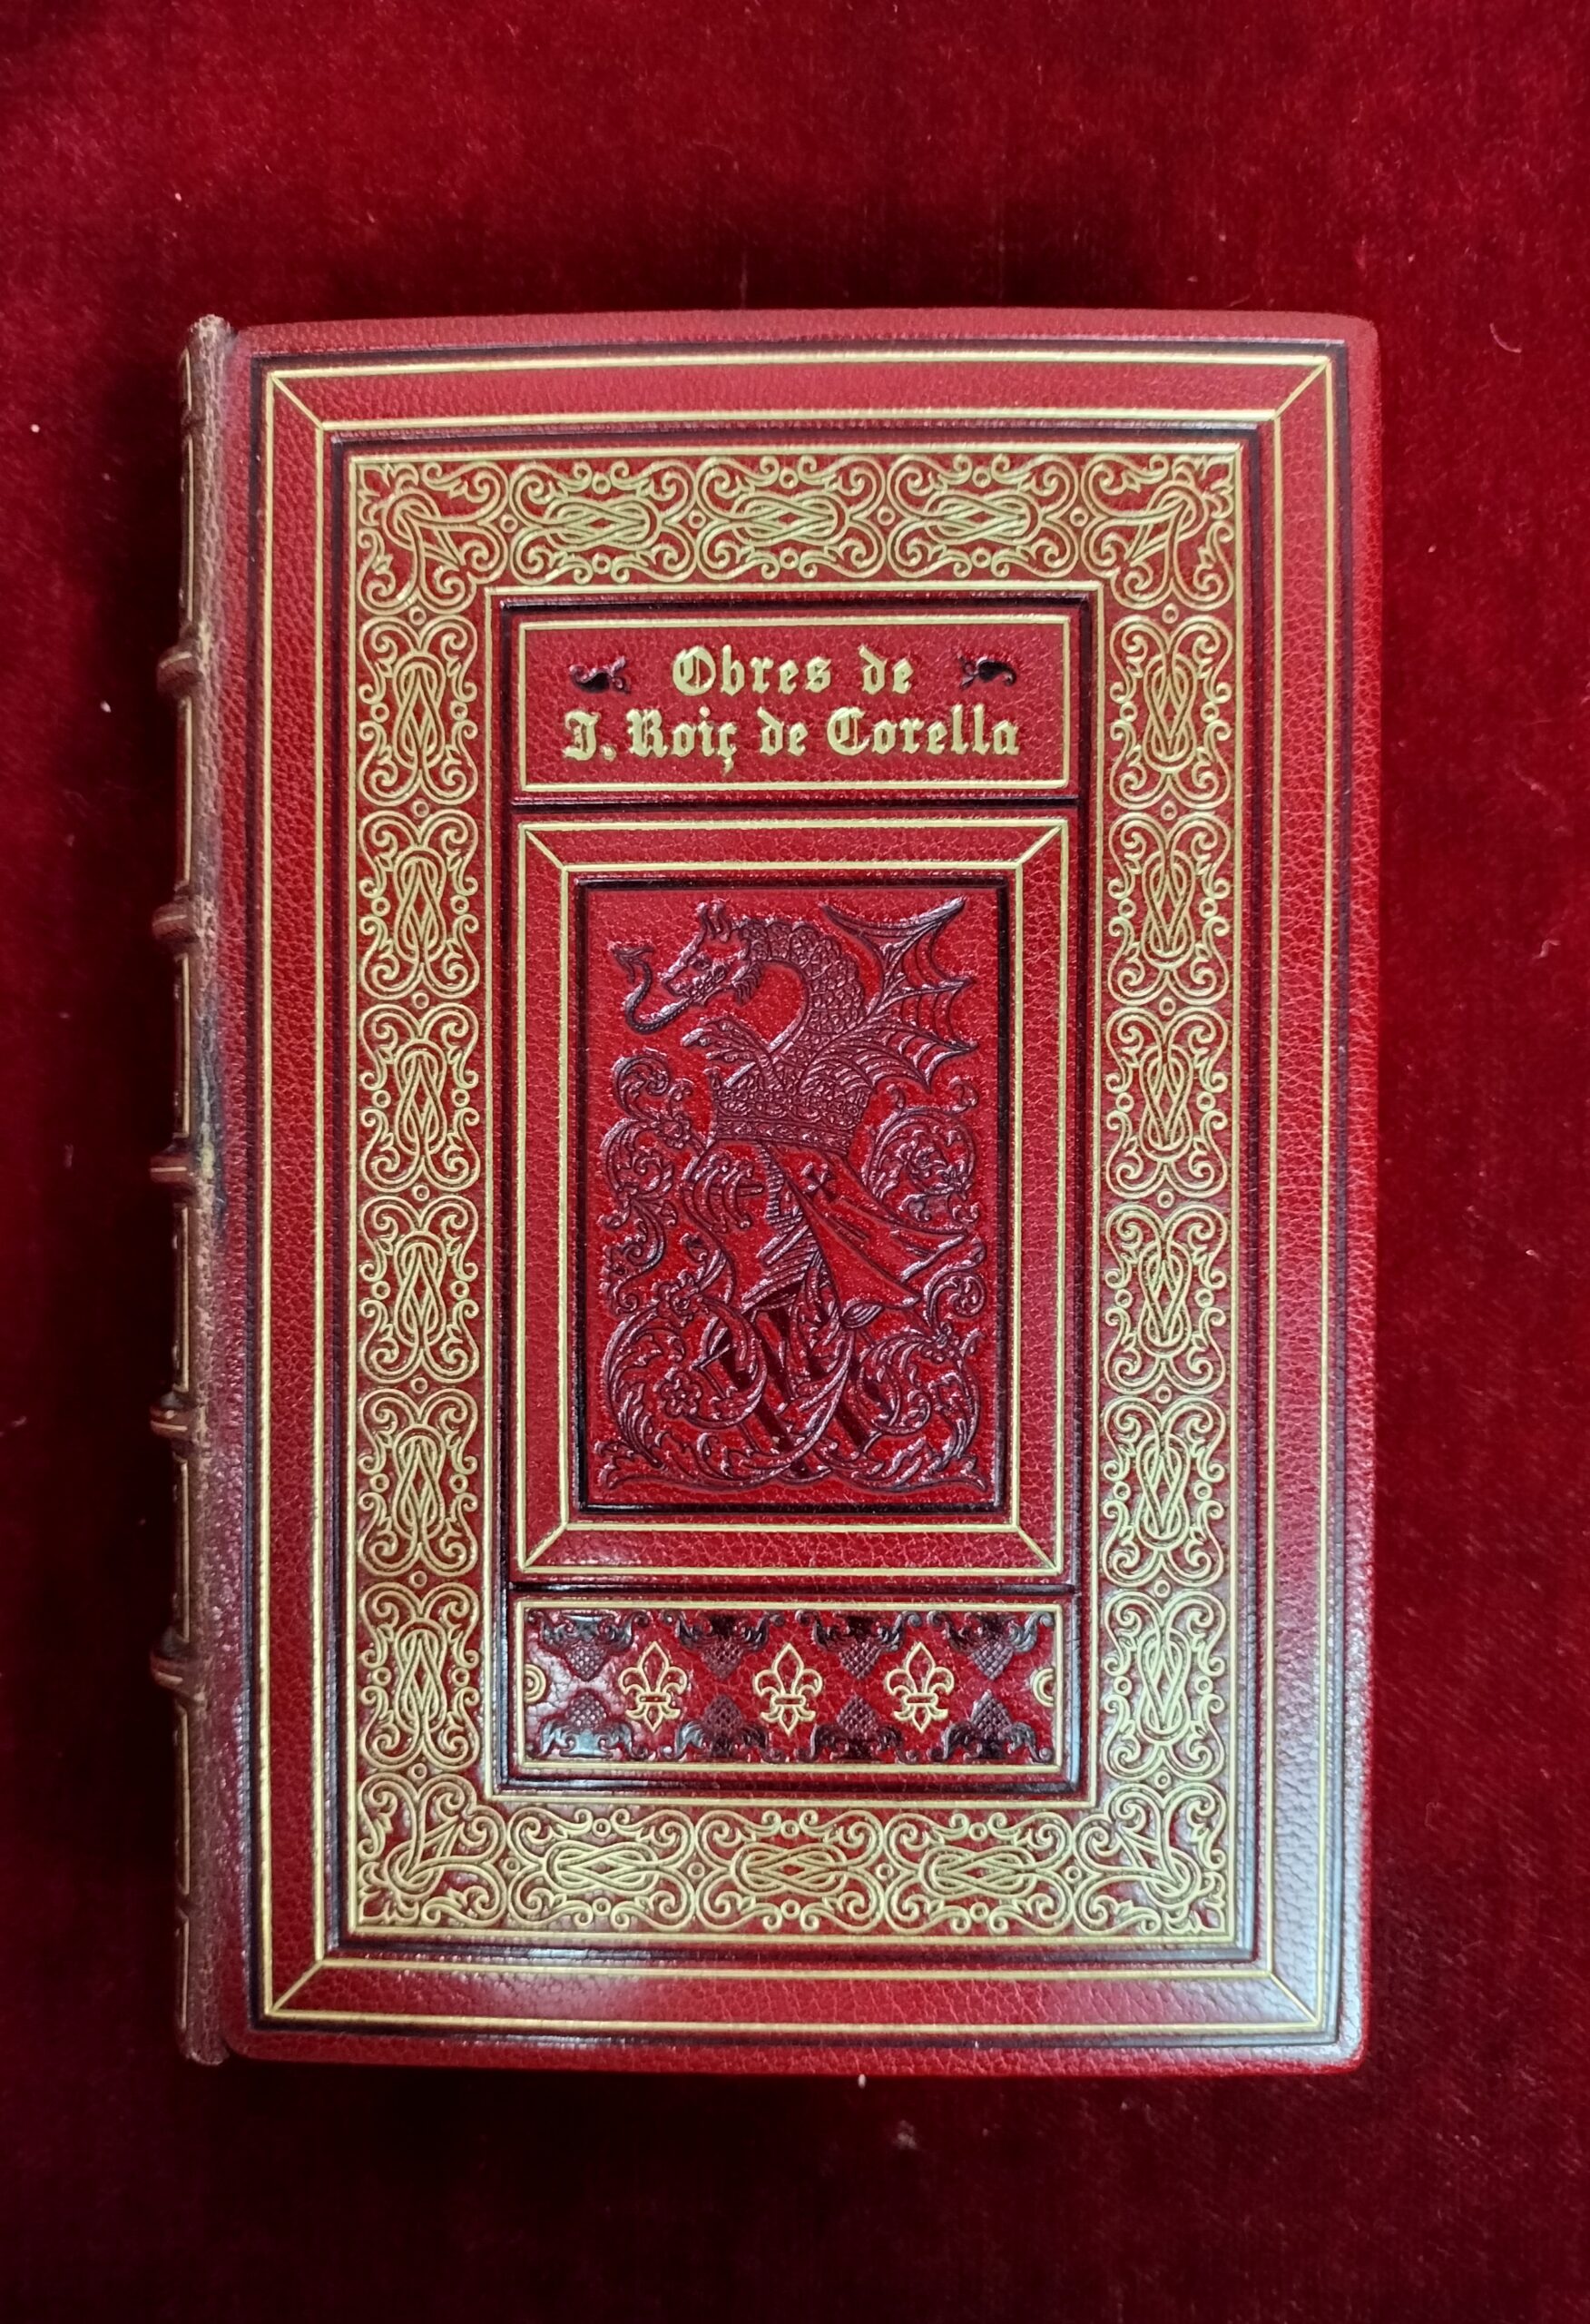 Obres de
J. Roiç de Corella